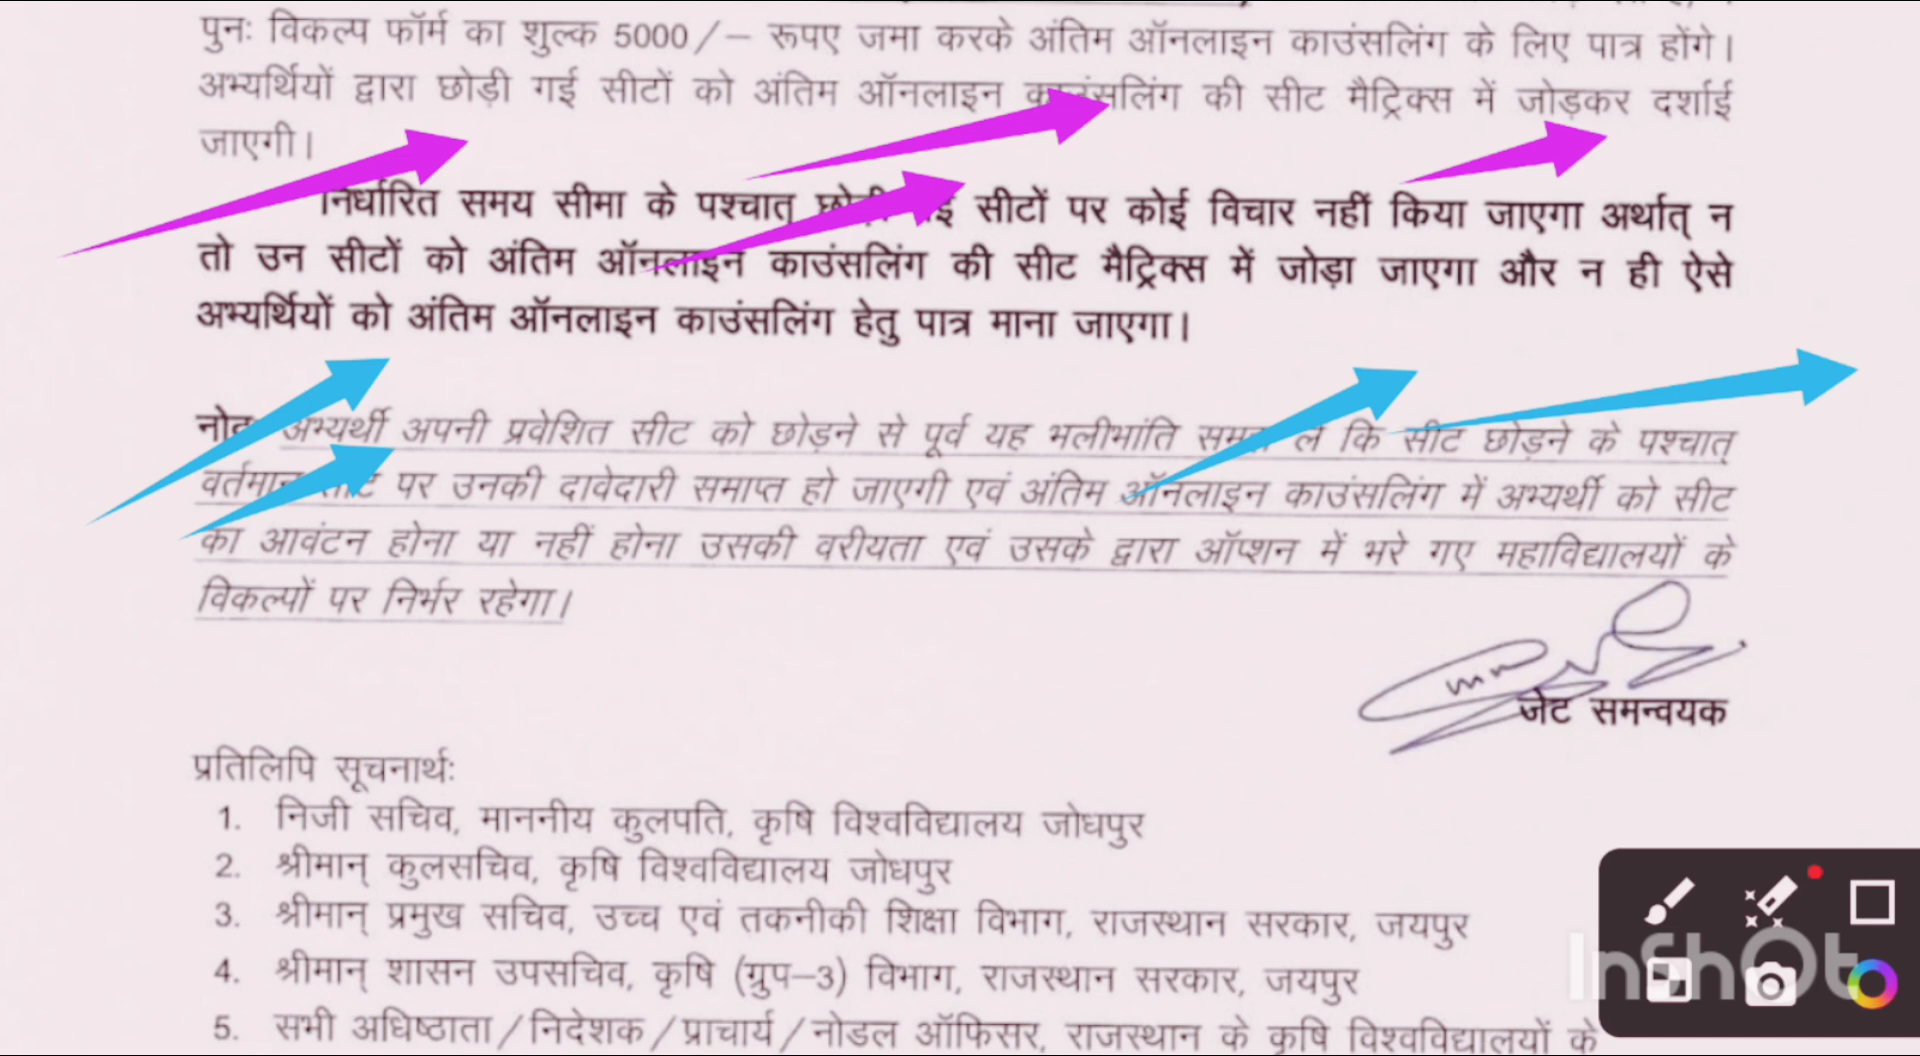 पुनः विकल्प फॉर्म का शुल्क 5000/– रूपए जमा करके अंतिम ऑनलाइन काउंसलिंग के लिए पात्र होंगे।
अभ्यर्थियों द्वारा छोड़ी गई सीटों को अंतिम ऑनलाइन काउंसलिंग की सीट मैट्रिक्स में जोड़कर दर्शाई
जाएगी।
निर्धारित समय सीमा के पश्चात् छोड़ी गई सीटों पर कोई विचार नहीं किया जाएगा अर्थात् न
तो उन सीटों को अंतिम ऑनलाइन काउंसलिंग की सीट मैट्रिक्स में जोड़ा जाएगा और न ही ऐसे
अभ्यर्थियों को अंतिम ऑनलाइन काउंसलिंग हेतु पात्र माना जाएगा।
नोट अभ्यर्थी अपनी प्रवेशित सीट को छोड़ने से पूर्व यह भलीभांति समझ लें कि सीट छोड़ने के पश्चात्
वर्तमान सीट पर उनकी दावेदारी समाप्त हो जाएगी एवं अंतिम ऑनलाइन काउंसलिंग में अभ्यर्थी को सीट
का आवंटन होना या नहीं होना उसकी वरीयता एवं उसके द्वारा ऑप्शन में भरे गए महाविद्यालयों के
विकल्पों पर निर्भर रहेगा।
जेट समन्वयक
प्रतिलिपि सूचनार्थः
1. निजी सचिव, माननीय कुलपति, कृषि विश्वविद्यालय जोधपुर
2. श्रीमान् कुलसचिव, कृषि विश्वविद्यालय जोधपुर
3. श्रीमान् प्रमुख सचिव, उच्च एवं तकनीकी शिक्षा विभाग, राजस्थान सरकार, जयपुर
4. श्रीमान् शासन उपसचिव, कृषि (ग्रुप–3) विभाग, राजस्थान सरकार, जयपुर
5. सभी अधिष्ठाता/निदेशक/प्राचार्य/नोडल ऑफिसर, राजस्थान के कृषि विश्वविद्यालयों के
InShOt